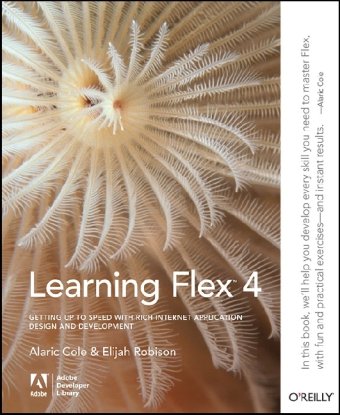 Learning Flex™ 4
GETTING UP TO SPEED WITH RICH INTERNET APPLICATION
DESIGN AND DEVELOPMENT
Alaric Cole & Elijah Robison
Adobe
Adobe
Developer
Library
In this book, we'll help you develop every skill you need to master Flex,
with fun and practical exercises—and instant results. —Alaric Cole
O'REILLY®